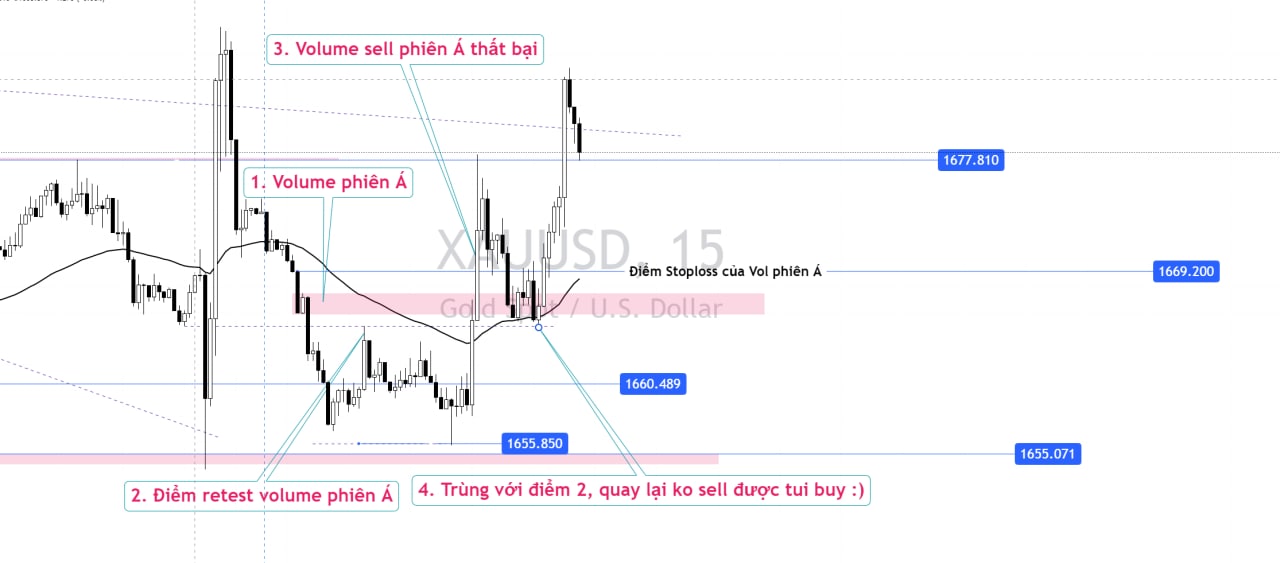 3. Volume sell phiên Á thất bại
1677.810
1. Volume phiên Á
XAUUSD, 15
Điểm Stoploss của Vol phiên Á
1669.200
Gold Spot / U.S. Dollar
1660.489
1655.850
1655.071
2. Điểm retest volume phiên Á
4. Trùng với điểm 2, quay lại ko sell được tui buy :)